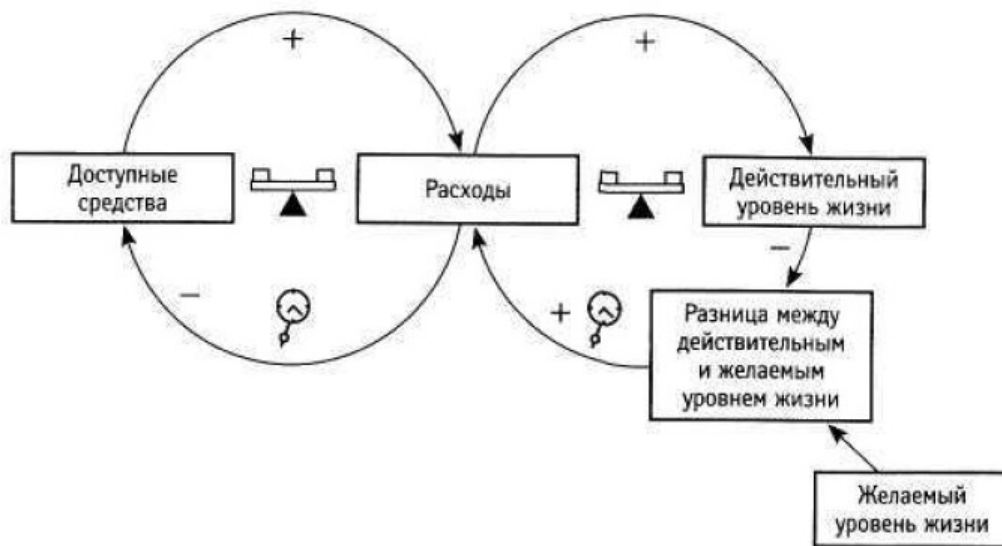 +
+
Доступные
средства
Расходы
Действительный
уровень жизни
–
–
+
Разница между
действительным
и желаемым
уровнем жизни
Желаемый
уровень жизни